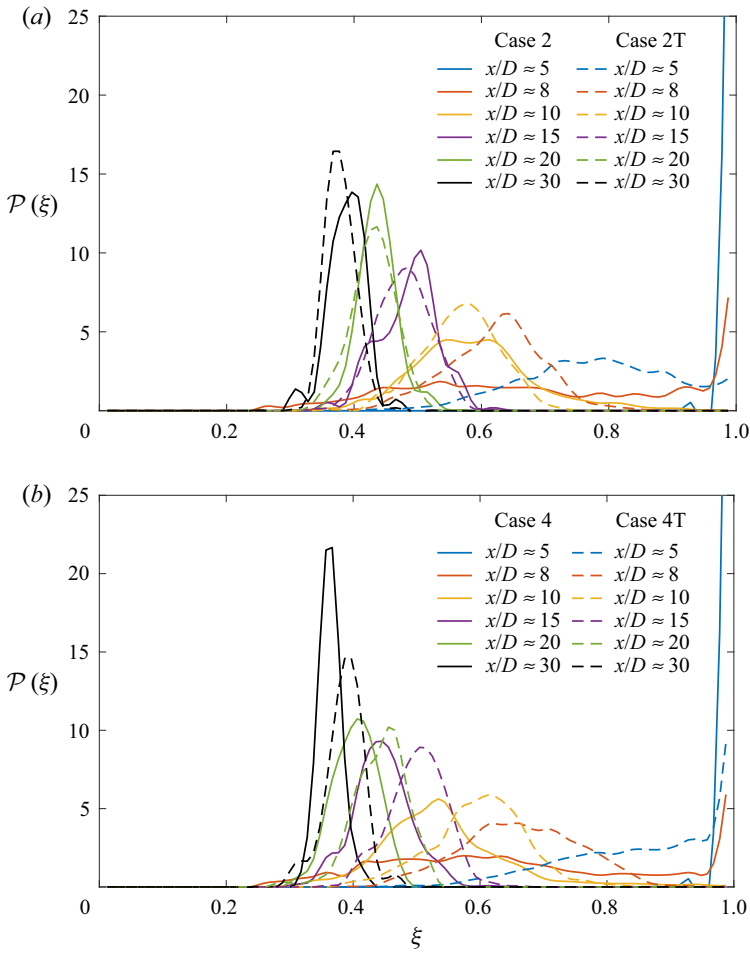 (a)
25
20
15
10
5
0
0.2
0.4
0.6
0.8
1.0
P (ξ)
Case 2 Case 2T
x/D ≈ 5 x/D ≈ 5
x/D ≈ 8 x/D ≈ 8
x/D ≈ 10 x/D ≈ 10
x/D ≈ 15 x/D ≈ 15
x/D ≈ 20 x/D ≈ 20
x/D ≈ 30 x/D ≈ 30
(b)
25
20
15
10
5
0
0.2
0.4
0.6
0.8
1.0
P (ξ)
Case 4 Case 4T
x/D ≈ 5 x/D ≈ 5
x/D ≈ 8 x/D ≈ 8
x/D ≈ 10 x/D ≈ 10
x/D ≈ 15 x/D ≈ 15
x/D ≈ 20 x/D ≈ 20
x/D ≈ 30 x/D ≈ 30
ξ